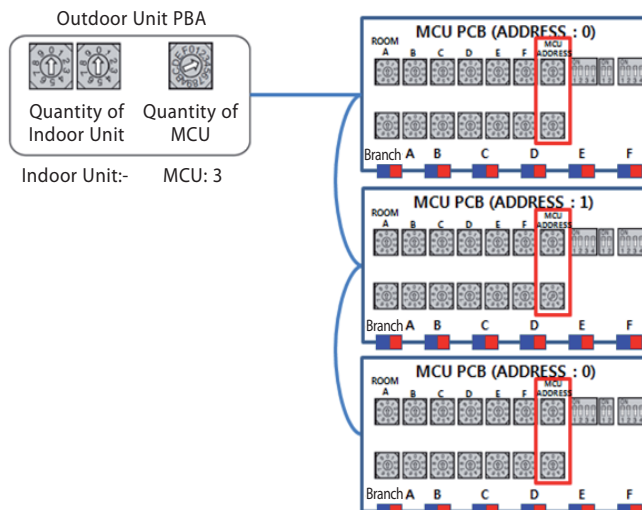 Outdoor Unit PBA
Quantity of Indoor Unit
Quantity of MCU
Indoor Unit:-
MCU: 3
MCU PCB (ADDRESS : 0)
ROOM A B C D E F MCU ADDRESS
Branch A B C D E F
MCU PCB (ADDRESS : 1)
ROOM A B C D E F MCU ADDRESS
Branch A B C D E F
MCU PCB (ADDRESS : 0)
ROOM A B C D E F MCU ADDRESS
Branch A B C D E F